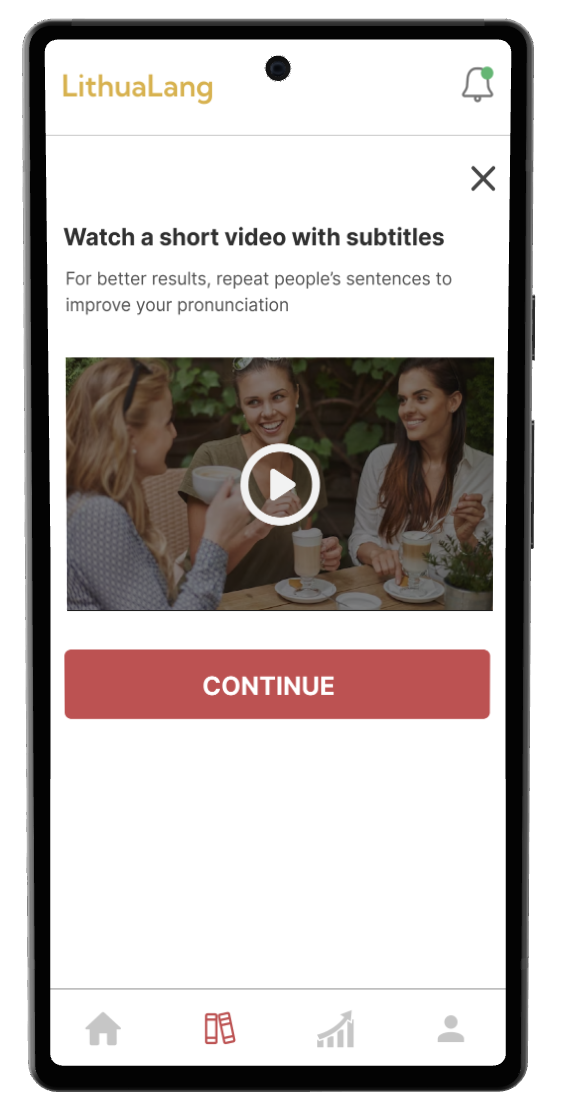 LithuaLang
Watch a short video with subtitles
For better results, repeat people’s sentences to
improve your pronunciation
CONTINUE